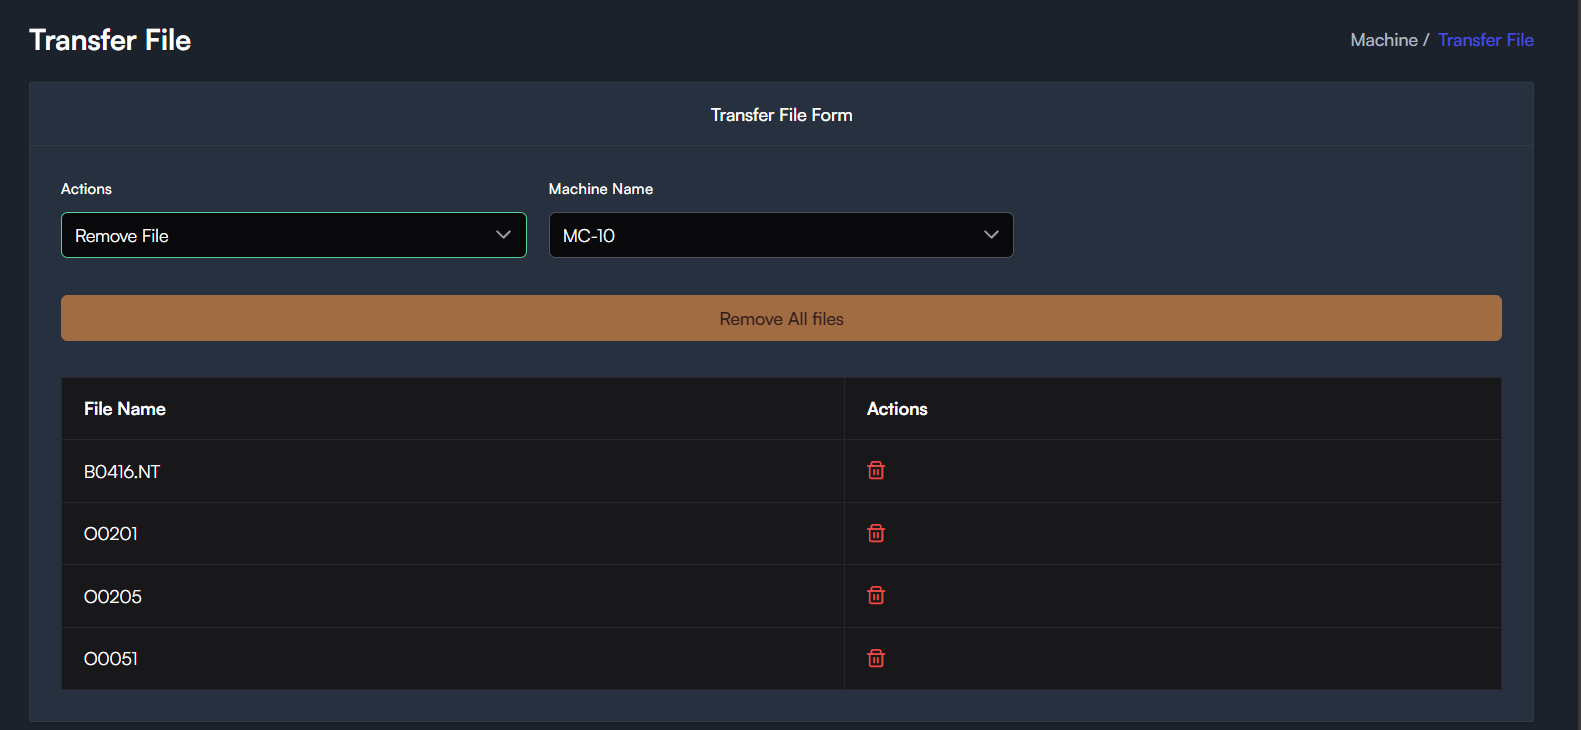 Transfer File
Machine / Transfer File
Transfer File Form
Actions
Machine Name
Remove File
MC-10
Remove All files
File Name
Actions
B0416.NT
O0201
O0205
O0051